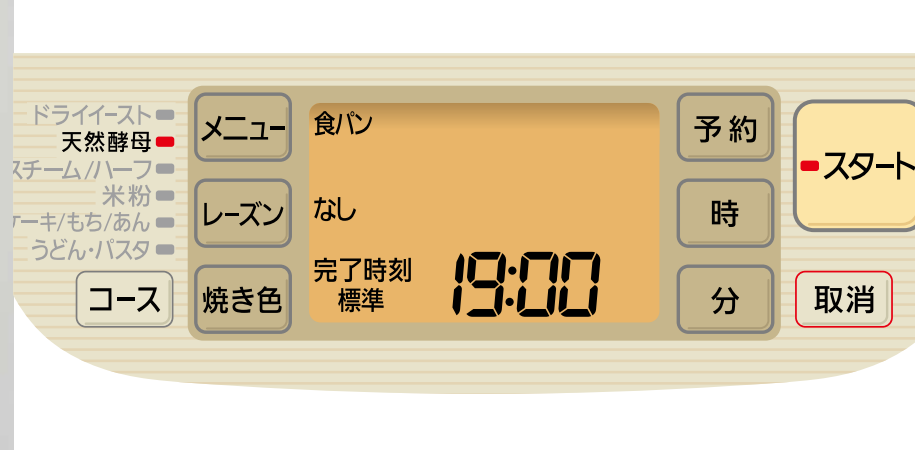 ドライイースト
天然酵母
スチーム/ハーフ
米粉
ケーキ/もち/あん
うどん・パスタ
コース
メニュー
レーズン
焼き色
食パン
なし
完了時刻
標準
19:00
予約
時
分
スタート
取消